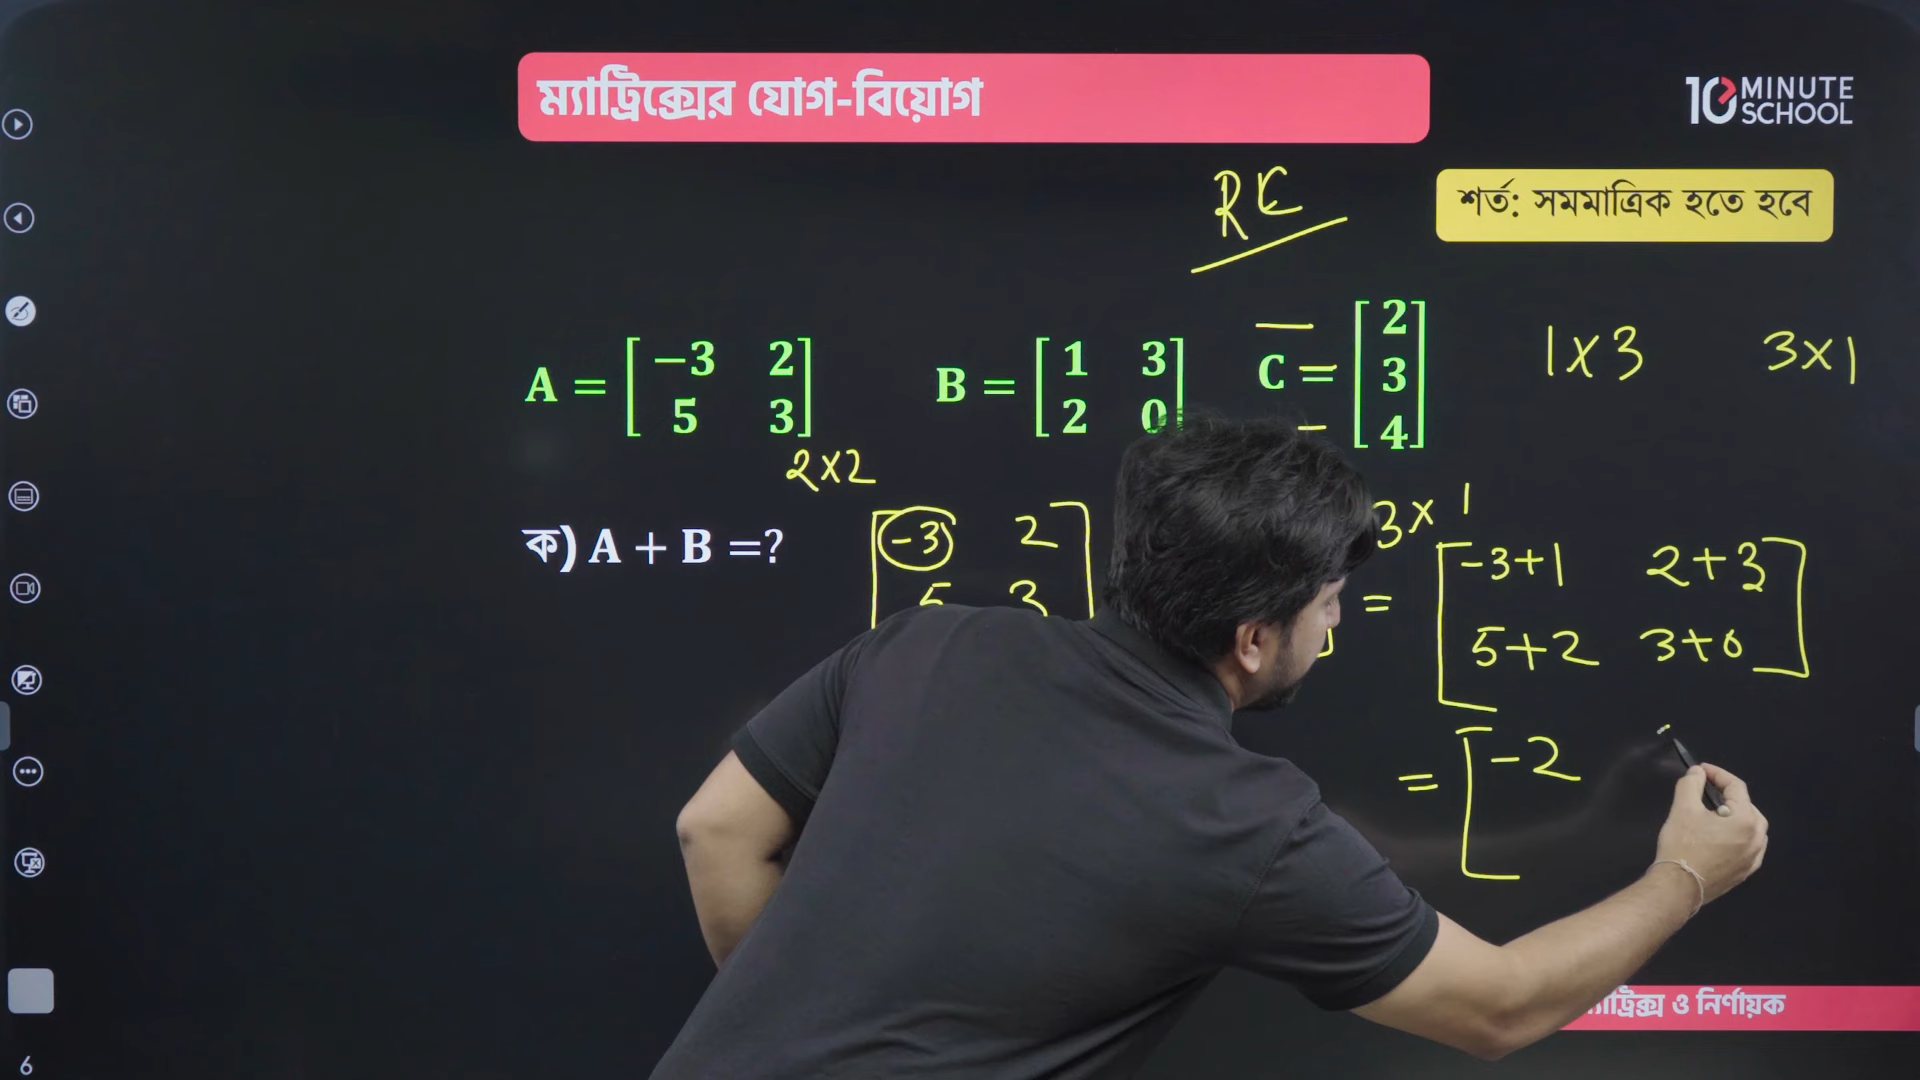 ম্যাট্রিক্সের যোগ-বিয়োগ
10 MINUTE SCHOOL
RC
শর্ত: সমমাত্রিক হতে হবে
A = [-3 2
5 3]
B = [1 3
2 0]
C = [2
3
4]
1×3 3×1
2×2
3×1
ক) A + B =?
[-3 2
5 3]
= [-3+1 2+3
5+2 3+0]
= [-2
ও নির্ণায়ক
6